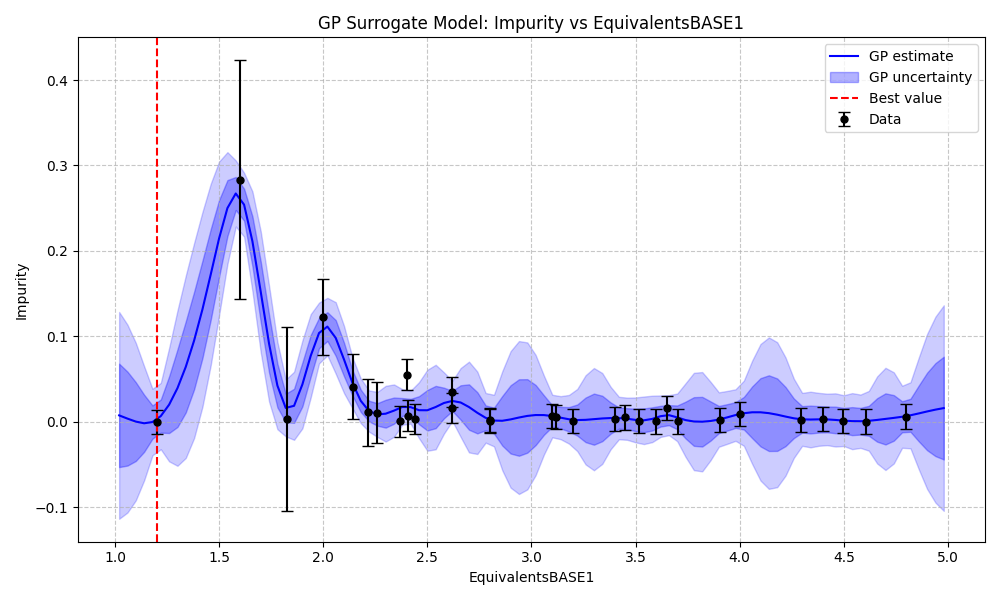 GP Surrogate Model: Impurity vs EquivalentsBASE1
GP estimate
GP uncertainty
Best value
Data
Impurity
0.4
0.3
0.2
0.1
0.0
−0.1
1.0 1.5 2.0 2.5 3.0 3.5 4.0 4.5 5.0
EquivalentsBASE1